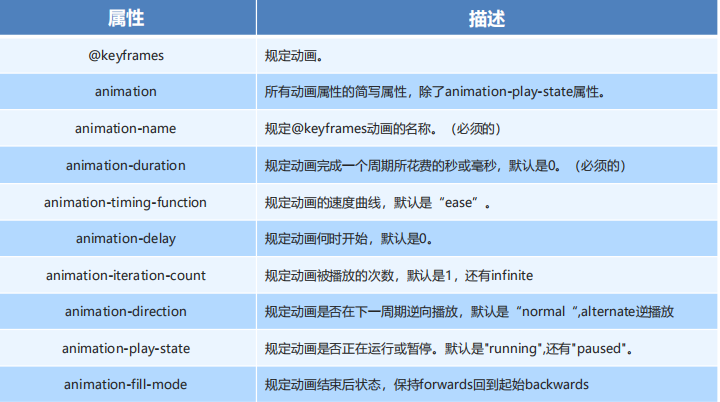 属性 描述
@keyframes 规定动画。
animation 所有动画属性的简写属性，除了animation-play-state属性。
animation-name 规定@keyframes动画的名称。（必须的）
animation-duration 规定动画完成一个周期所花费的秒或毫秒，默认是0。（必须的）
animation-timing-function 规定动画的速度曲线，默认是“ease”。
animation-delay 规定动画何时开始，默认是0。
animation-iteration-count 规定动画被播放的次数，默认是1，还有infinite
animation-direction 规定动画是否在下一周期逆向播放，默认是“normal“,alternate逆播放
animation-play-state 规定动画是否正在运行或暂停。默认是"running",还有"paused"。
animation-fill-mode 规定动画结束后状态，保持forwards回到起始backwards